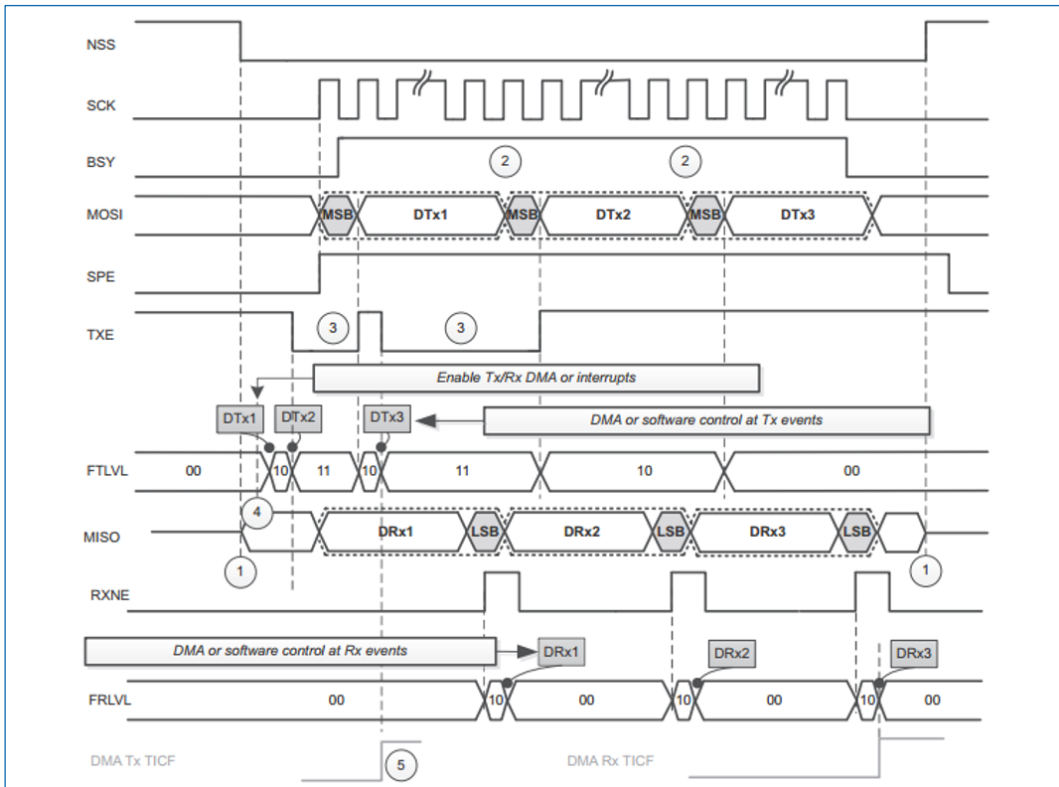 NSS
SCK
BSY
2 2
MOSI
MSB DTx1 MSB DTx2 MSB DTx3
SPE
TXE
3 3
Enable Tx/Rx DMA or interrupts
DTx1 DTx2 DTx3
DMA or software control at Tx events
FTLVL
00 10 11 10 11 10 00
4
MISO
DRx1 LSB DRx2 LSB DRx3 LSB
1 1
RXNE
DMA or software control at Rx events
DRx1 DRx2 DRx3
FRLVL
00 10 00 10 00 10 00
DMA Tx TICF
5
DMA Rx TICF